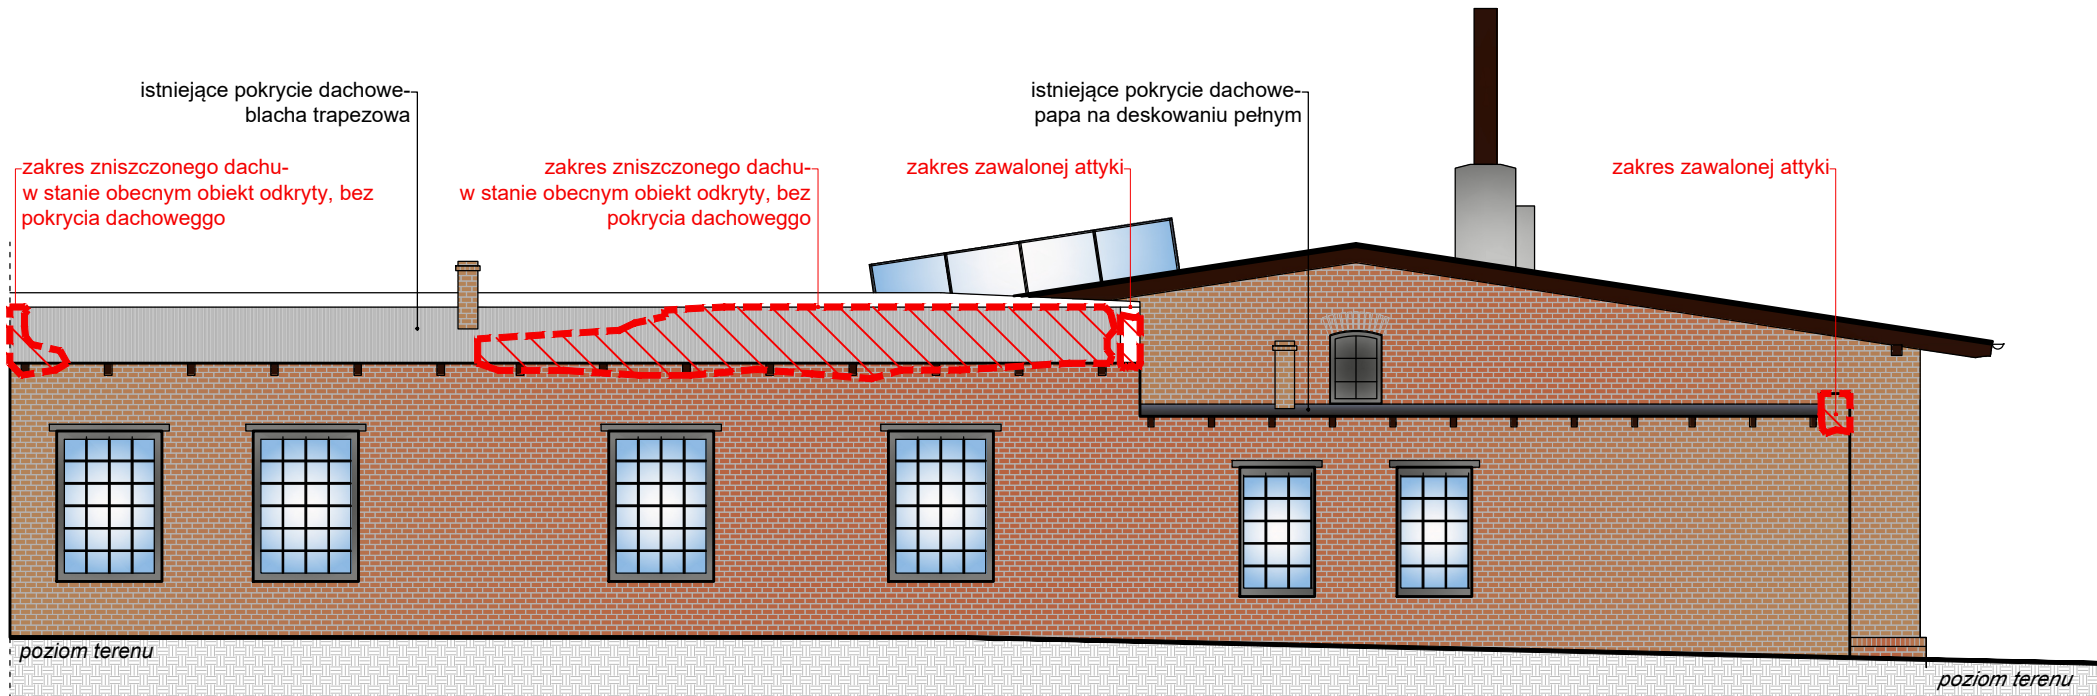 istniejące pokrycie dachowe-
blacha trapezowa
istniejące pokrycie dachowe-
papa na deskowaniu pełnym
zakres zniszczonego dachu-
w stanie obecnym obiekt odkryty, bez
pokrycia dachoweggo
zakres zniszczonego dachu-
w stanie obecnym obiekt odkryty, bez
pokrycia dachoweggo
zakres zawalonej attyki
zakres zawalonej attyki
poziom terenu
poziom terenu